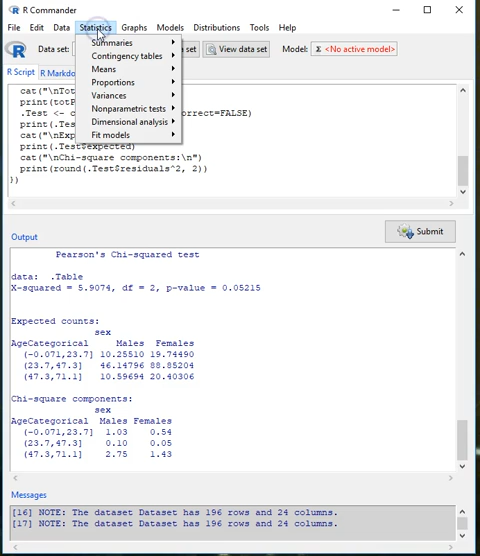 R Commander
File Edit Data Statistics Graphs Models Distributions Tools Help
R Data set: set View data set Model: Σ <No active model>
R Script R Markdo
Summaries
Contingency tables
Means
Proportions
Variances
Nonparametric tests
Dimensional analysis
Fit models
cat("\nTot
print(totP
.Test <- c orrect=FALSE)
print(.Tes
cat("\nExp
print(.Test$expected)
cat("\nChi-square components:\n")
print(round(.Test$residuals^2, 2))
})
Output
Submit
Pearson's Chi-squared test
data: .Table
X-squared = 5.9074, df = 2, p-value = 0.05215
Expected counts:
sex
AgeCategorical Males Females
(-0.071,23.7] 10.25510 19.74490
(23.7,47.3] 46.14796 88.85204
(47.3,71.1] 10.59694 20.40306
Chi-square components:
sex
AgeCategorical Males Females
(-0.071,23.7] 1.03 0.54
(23.7,47.3] 0.10 0.05
(47.3,71.1] 2.75 1.43
Messages
[16] NOTE: The dataset Dataset has 196 rows and 24 columns.
[17] NOTE: The dataset Dataset has 196 rows and 24 columns.